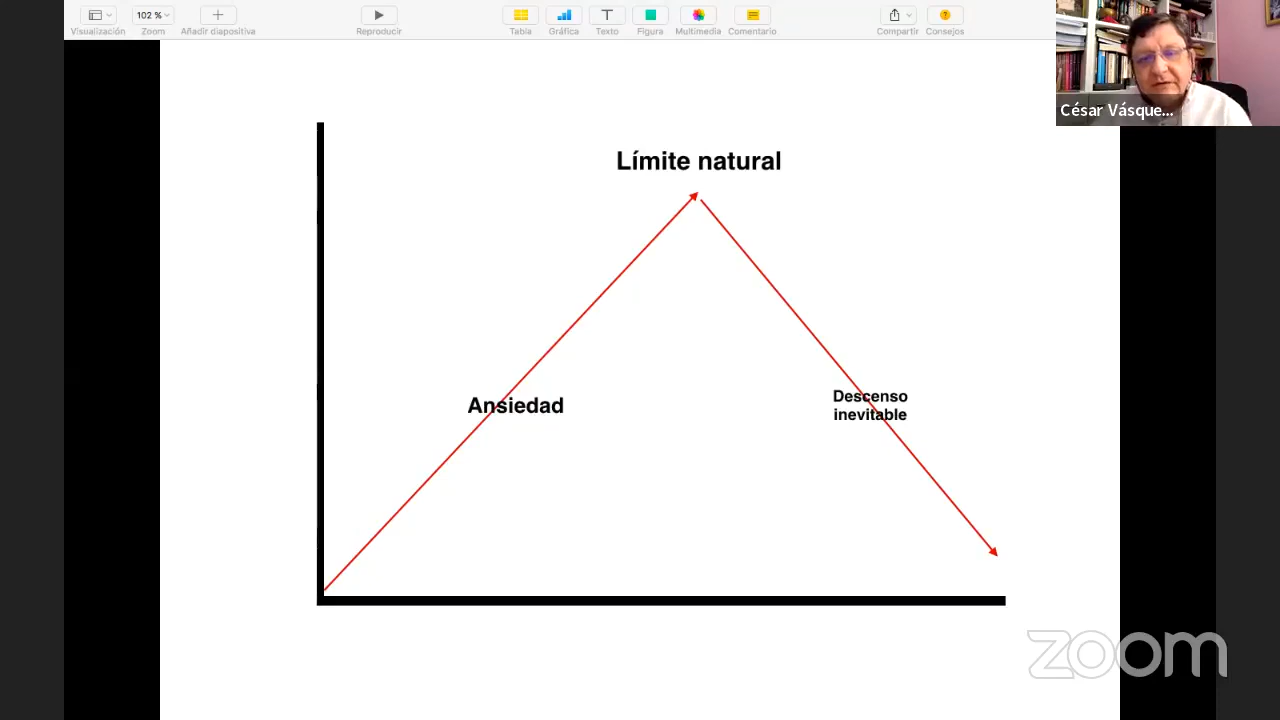 102 %
Visualización
Zoom
Añadir diapositiva
Reproducir
Tabla
Gráfica
Texto
Figura
Multimedia
Comentario
Compartir
Consejos
César Vásque...
Límite natural
Ansiedad
Descenso
inevitable
zoom